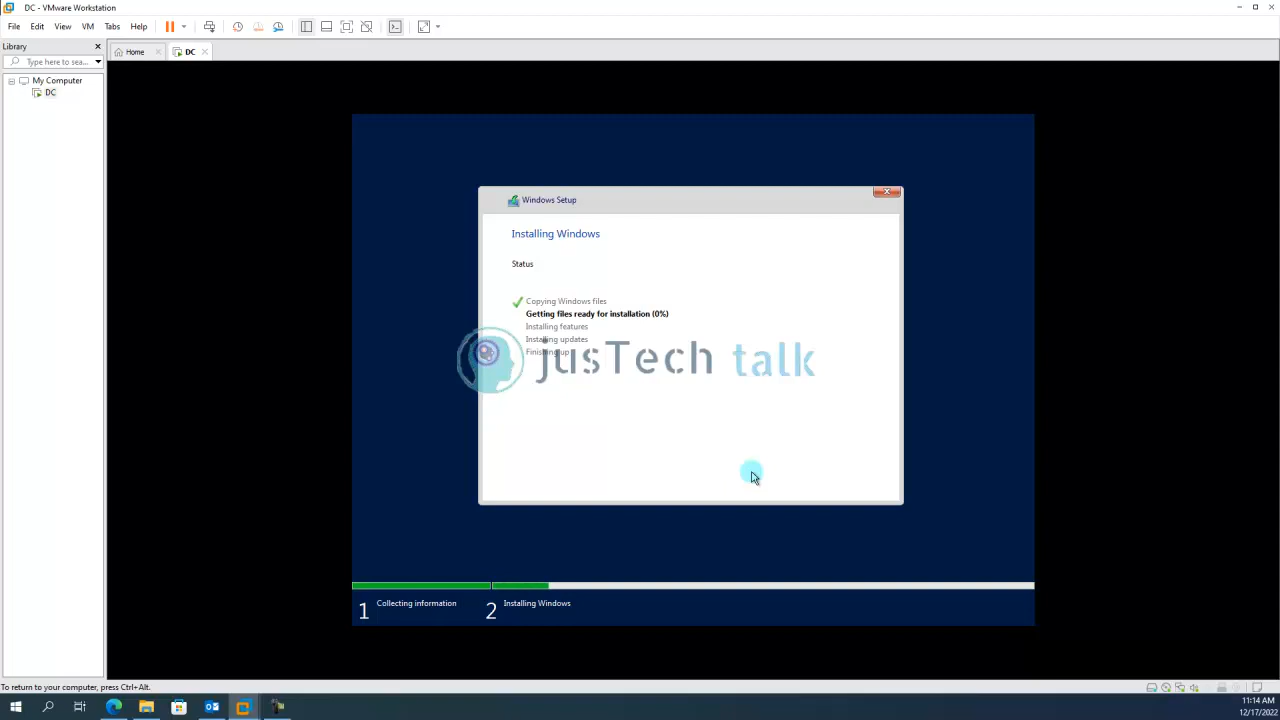 DC - VMware Workstation
File Edit View VM Tabs Help
Library
Home
DC
Type here to sea...
My Computer
DC
Windows Setup
Installing Windows
Status
Copying Windows files
Getting files ready for installation (0%)
Installing features
Installing updates
Finishing up
jusTech talk
1 Collecting information
2 Installing Windows
To return to your computer, press Ctrl+Alt.
11:14 AM
12/17/2022